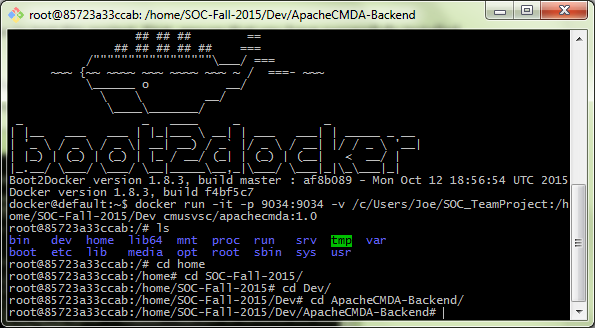 root@85723a33ccab: /home/SOC-Fall-2015/Dev/ApacheCMDA-Backend
boot2docker
Boot2Docker version 1.8.3, build master : af8b089 - Mon Oct 12 18:56:54 UTC 2015
Docker version 1.8.3, build f4bf5c7
docker@default:~$ docker run -it -p 9034:9034 -v /c/Users/Joe/SOC_TeamProject:/h
ome/SOC-Fall-2015/Dev cmusvsc/apachecmda:1.0
root@85723a33ccab:/# ls
bin dev home lib64 mnt proc run srv tmp var
boot etc lib media opt root sbin sys usr
root@85723a33ccab:/# cd home
root@85723a33ccab:/home# cd SOC-Fall-2015/
root@85723a33ccab:/home/SOC-Fall-2015# cd Dev/
root@85723a33ccab:/home/SOC-Fall-2015/Dev# cd ApacheCMDA-Backend/
root@85723a33ccab:/home/SOC-Fall-2015/Dev/ApacheCMDA-Backend#